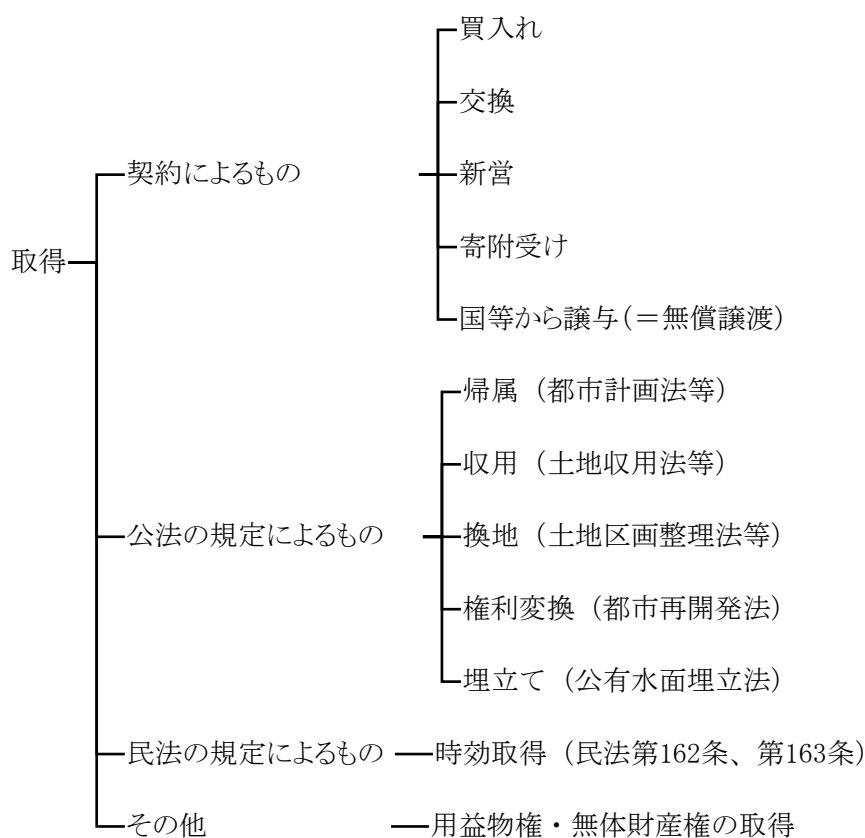 取得
契約によるもの
買入れ
交換
新営
寄附受け
国等から譲与(=無償譲渡)
公法の規定によるもの
帰属(都市計画法等)
収用(土地収用法等)
換地(土地区画整理法等)
権利変換(都市再開発法)
埋立て(公有水面埋立法)
民法の規定によるもの
時効取得(民法第162条、第163条)
その他
用益物権・無体財産権の取得